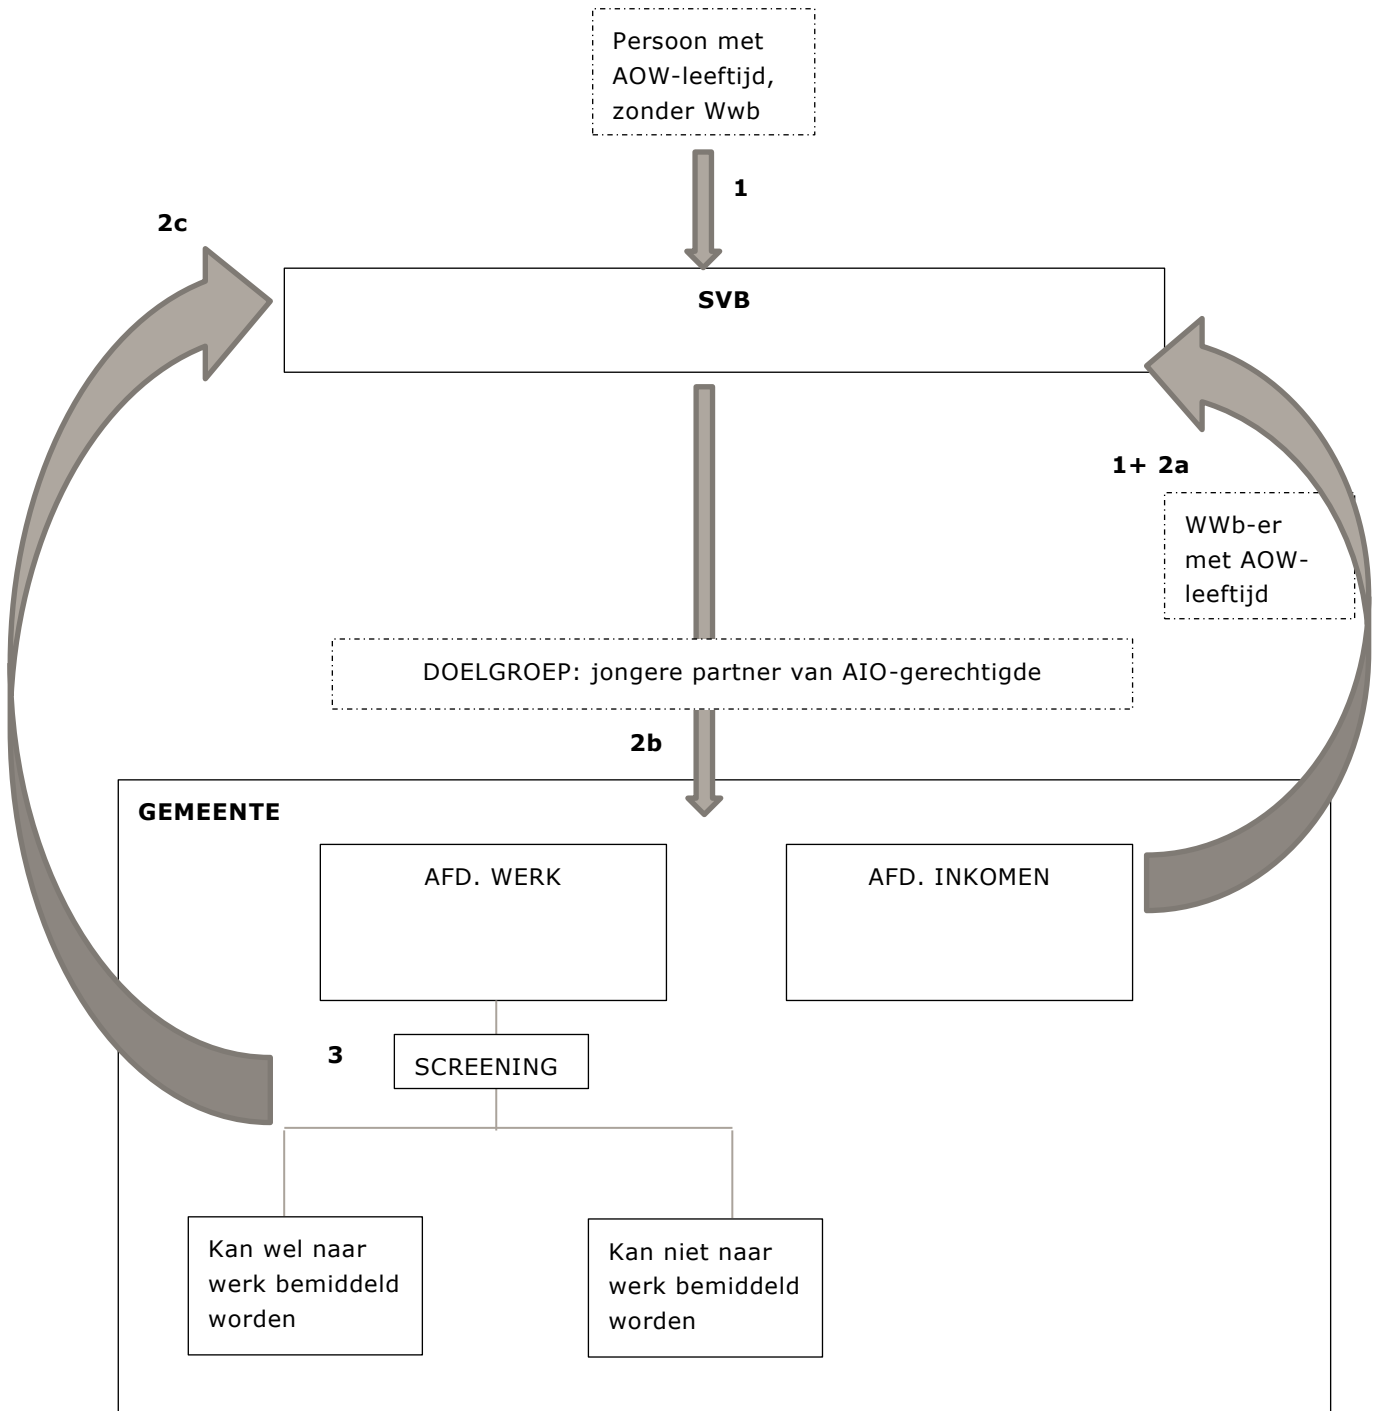 Persoon met
AOW-leeftijd,
zonder Wwb
1
2c
SVB
1+ 2a
WWb-er
met AOW-
leeftijd
DOELGROEP: jongere partner van AIO-gerechtigde
2b
GEMEENTE
AFD. WERK
AFD. INKOMEN
3
SCREENING
Kan wel naar
werk bemiddeld
worden
Kan niet naar
werk bemiddeld
worden